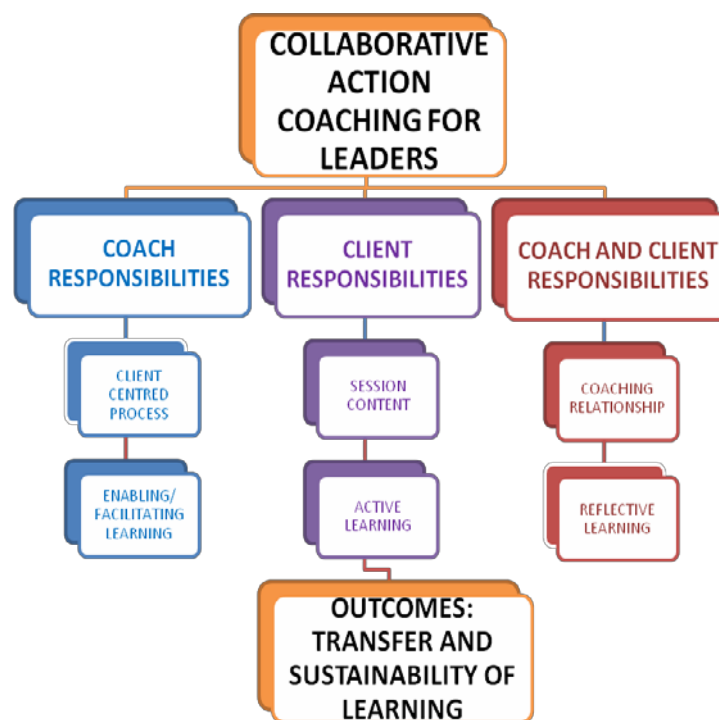 COLLABORATIVE
ACTION
COACHING FOR
LEADERS
COACH
RESPONSIBILITIES
CLIENT
RESPONSIBILITIES
COACH AND CLIENT
RESPONSIBILITIES
CLIENT
CENTRED
PROCESS
SESSION
CONTENT
COACHING
RELATIONSHIP
ENABLING/
FACILITATING
LEARNING
ACTIVE
LEARNING
REFLECTIVE
LEARNING
OUTCOMES:
TRANSFER AND
SUSTAINABILITY OF
LEARNING